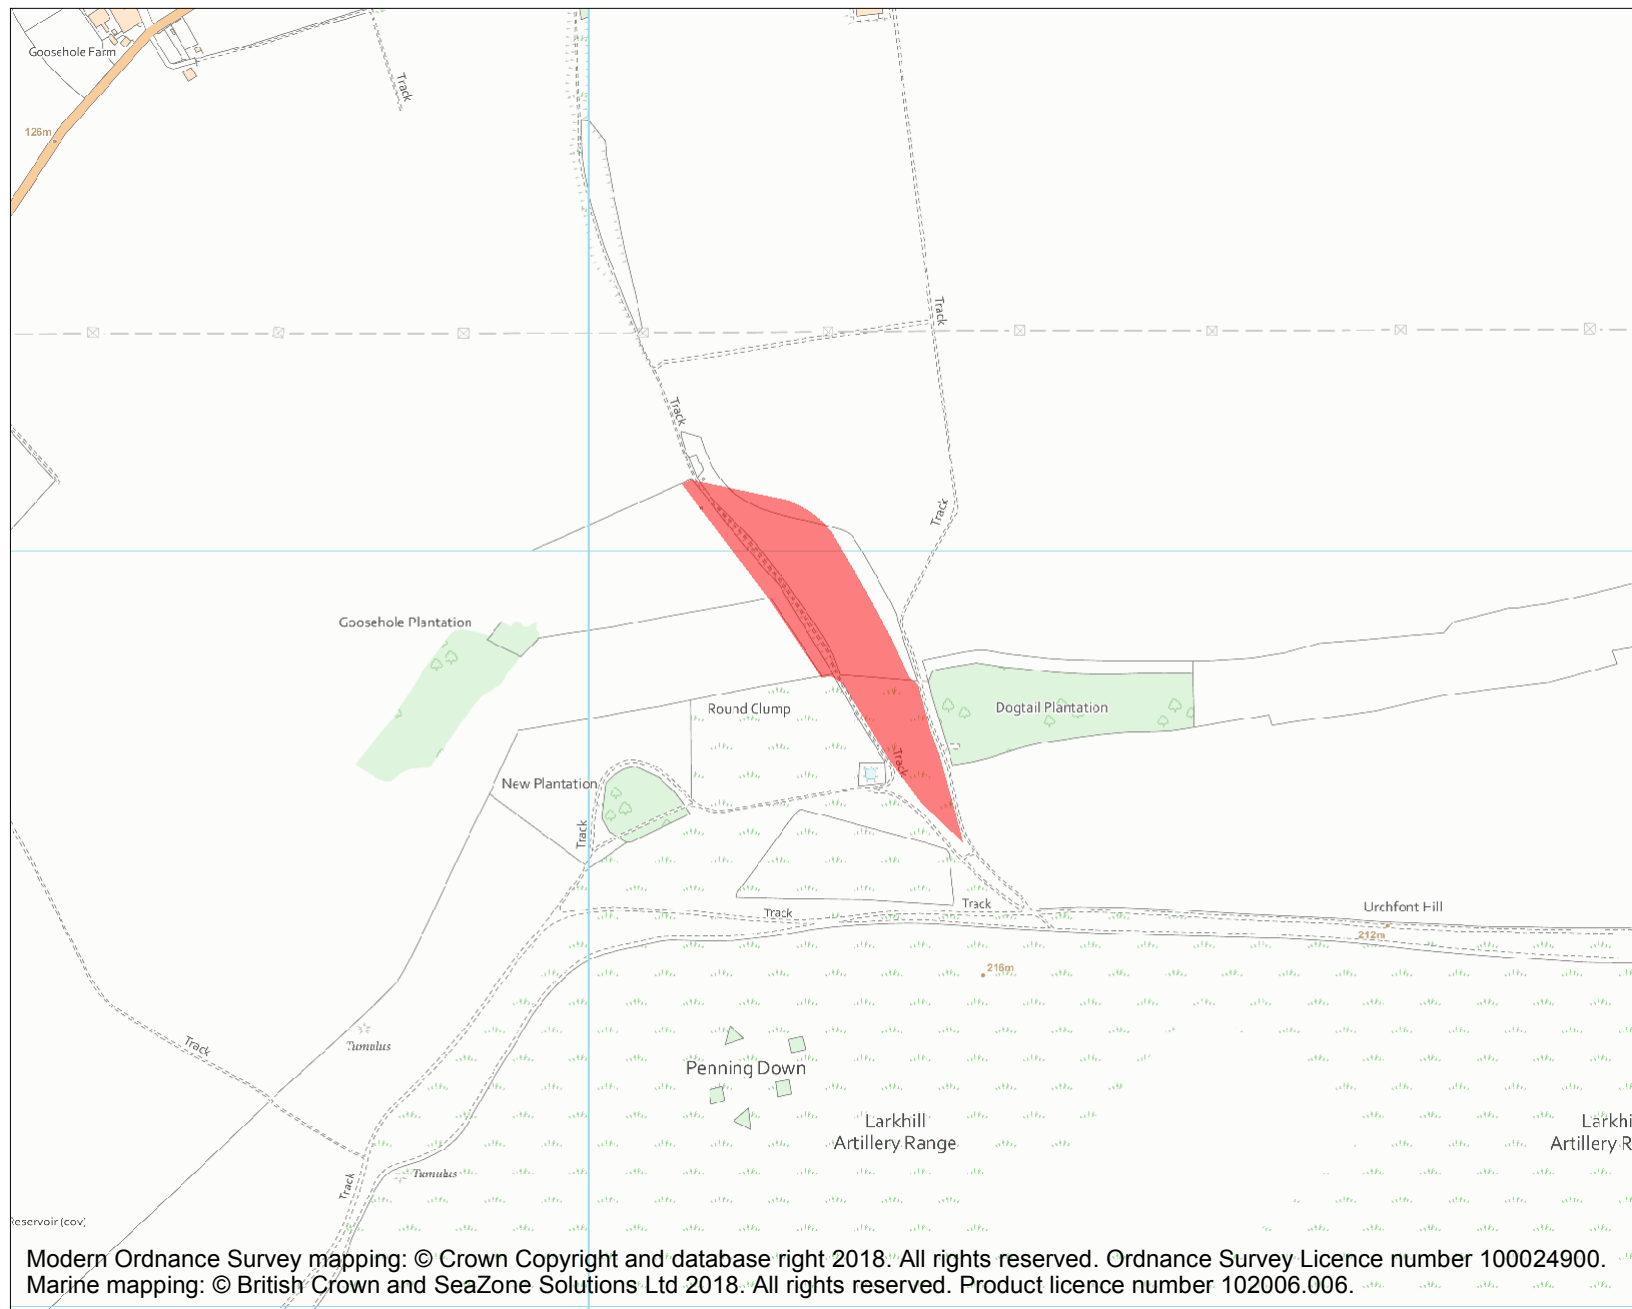 Goosehole Farm
Track
126m
Track
Track
Track
Goosehole Plantation
Round Clump
Dogtail Plantation
Track
New Plantation
Track
Track
Track
Urchfont Hill
212m
216m
Track
Tumulus
Penning Down
Larkhill
Artillery Range
Larkhi
Artillery R
Tumulus
Track
Reservoir (cov)
Modern Ordnance Survey mapping: © Crown Copyright and database right 2018. All rights reserved. Ordnance Survey Licence number 100024900.
Marine mapping: © British Crown and SeaZone Solutions Ltd 2018. All rights reserved. Product licence number 102006.006.